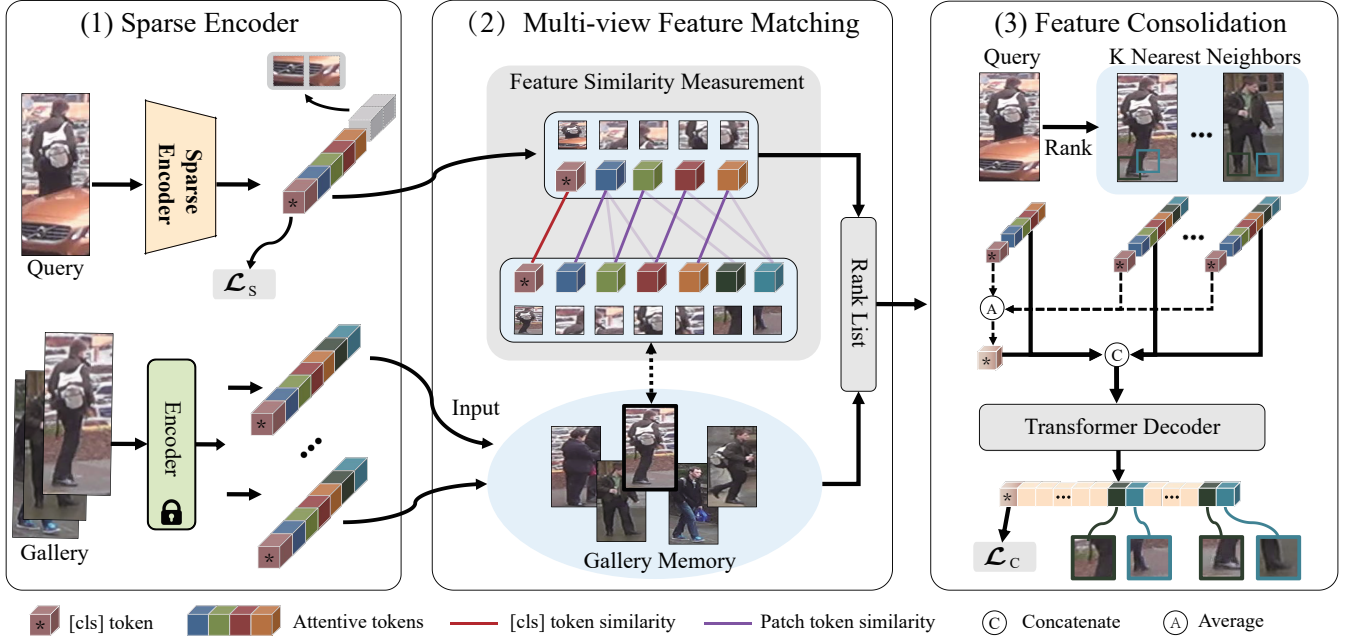 (1) Sparse Encoder
Sparse
Encoder
Query
*
ℒ S
Encoder
*
*
Gallery
Input
(2) Multi-view Feature Matching
Feature Similarity Measurement
*
*
Rank List
Gallery Memory
(3) Feature Consolidation
Query
K Nearest Neighbors
Rank
*
*
*
A
*
C
Transformer Decoder
*
ℒ C
* [cls] token
Attentive tokens
[cls] token similarity
Patch token similarity
C Concatenate
A Average